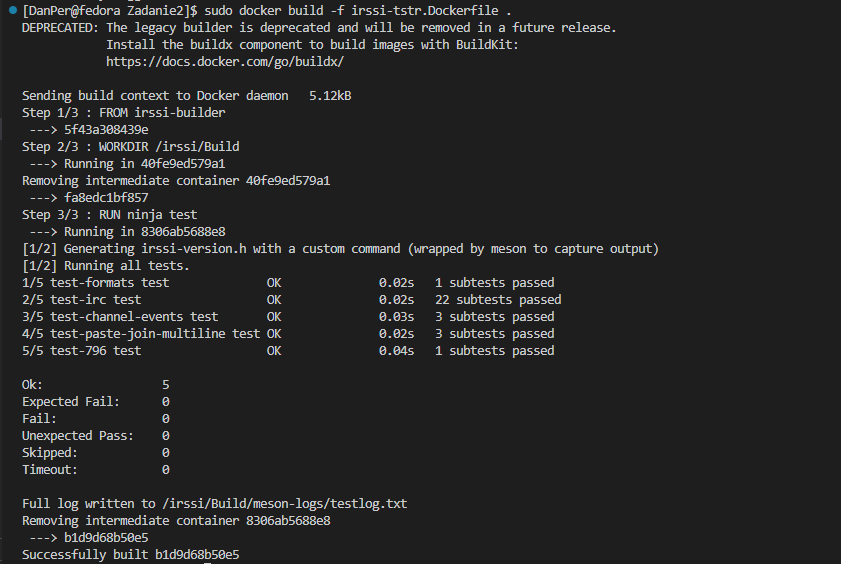 [DanPer@fedora Zadanie2]$ sudo docker build -f irssi-tstr.Dockerfile .
DEPRECATED: The legacy builder is deprecated and will be removed in a future release.
            Install the buildx component to build images with BuildKit:
            https://docs.docker.com/go/buildx/

Sending build context to Docker daemon   5.12kB
Step 1/3 : FROM irssi-builder
 ---> 5f43a308439e
Step 2/3 : WORKDIR /irssi/Build
 ---> Running in 40fe9ed579a1
Removing intermediate container 40fe9ed579a1
 ---> fa8edc1bf857
Step 3/3 : RUN ninja test
 ---> Running in 8306ab5688e8
[1/2] Generating irssi-version.h with a custom command (wrapped by meson to capture output)
[1/2] Running all tests.
1/5 test-formats test              OK              0.02s   1 subtests passed
2/5 test-irc test                  OK              0.02s   22 subtests passed
3/5 test-channel-events test       OK              0.03s   3 subtests passed
4/5 test-paste-join-multiline test OK              0.02s   3 subtests passed
5/5 test-796 test                  OK              0.04s   1 subtests passed

Ok:                 5
Expected Fail:      0
Fail:               0
Unexpected Pass:    0
Skipped:            0
Timeout:            0

Full log written to /irssi/Build/meson-logs/testlog.txt
Removing intermediate container 8306ab5688e8
 ---> b1d9d68b50e5
Successfully built b1d9d68b50e5